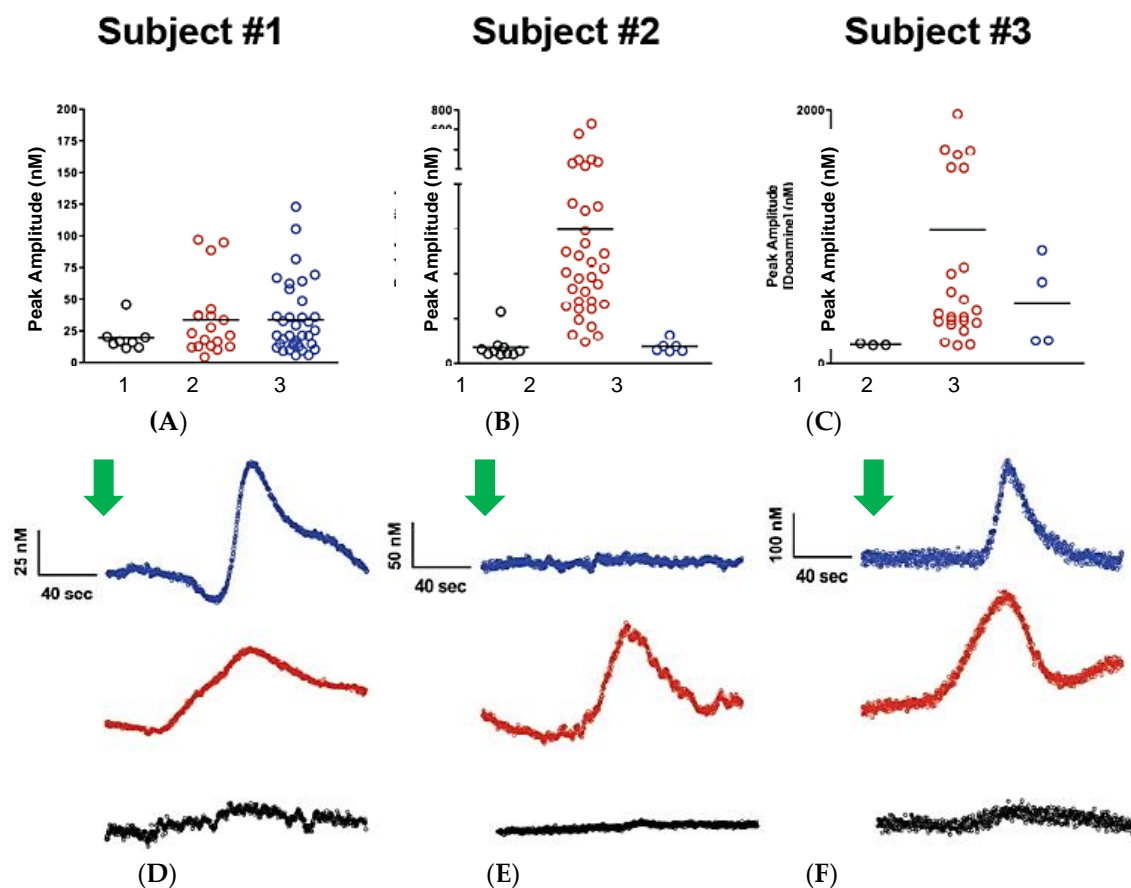 Subject #1
Subject #2
Subject #3
Peak Amplitude (nM)
200
175
150
125
100
75
50
25
0
1 2 3
(A)
Peak Amplitude (nM)
800
0
1 2 3
(B)
Peak Amplitude
[Dopamine] (nM)
Peak Amplitude (nM)
2000
0
1 2 3
(C)
25 nM
40 sec
50 nM
40 sec
100 nM
40 sec
(D)
(E)
(F)